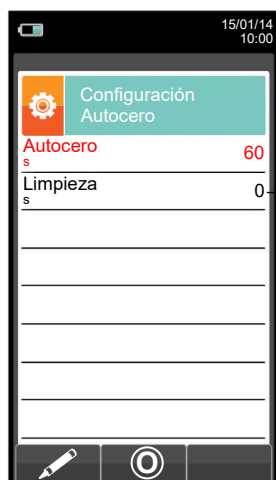 15/01/14
10:00
Configuración
Autocero
Autocero 60
s
Limpieza 0
s
O